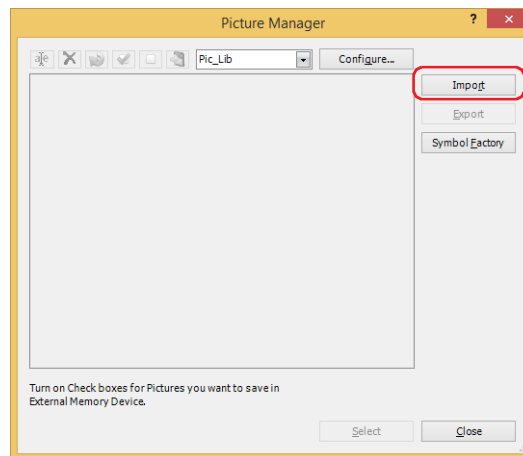 Picture Manager
?
×
aƒe
Pic_Lib
Configure...
Import
Export
Symbol Factory
Turn on Check boxes for Pictures you want to save in
External Memory Device.
Select
Close